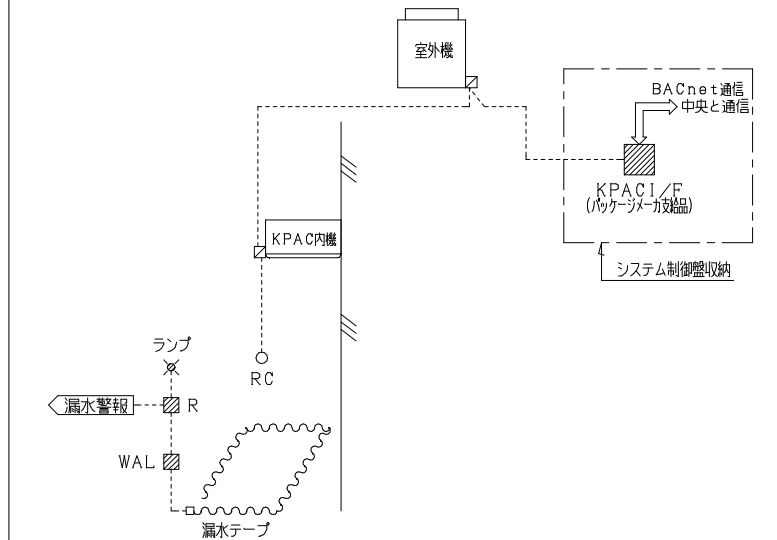 室外機
BACnet通信
中央と通信
KPACI/F
(パッケージメーカ支給品)
システム制御盤収納
KPAC内機
RC
ランプ
漏水警報
R
WAL
漏水テープ